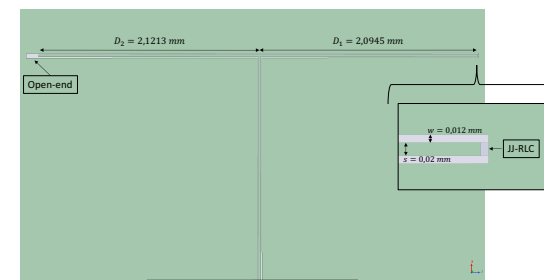 D₂ = 2,1213 mm
D₁ = 2,0945 mm
Open-end
w = 0,012 mm
JJ-RLC
s = 0,02 mm